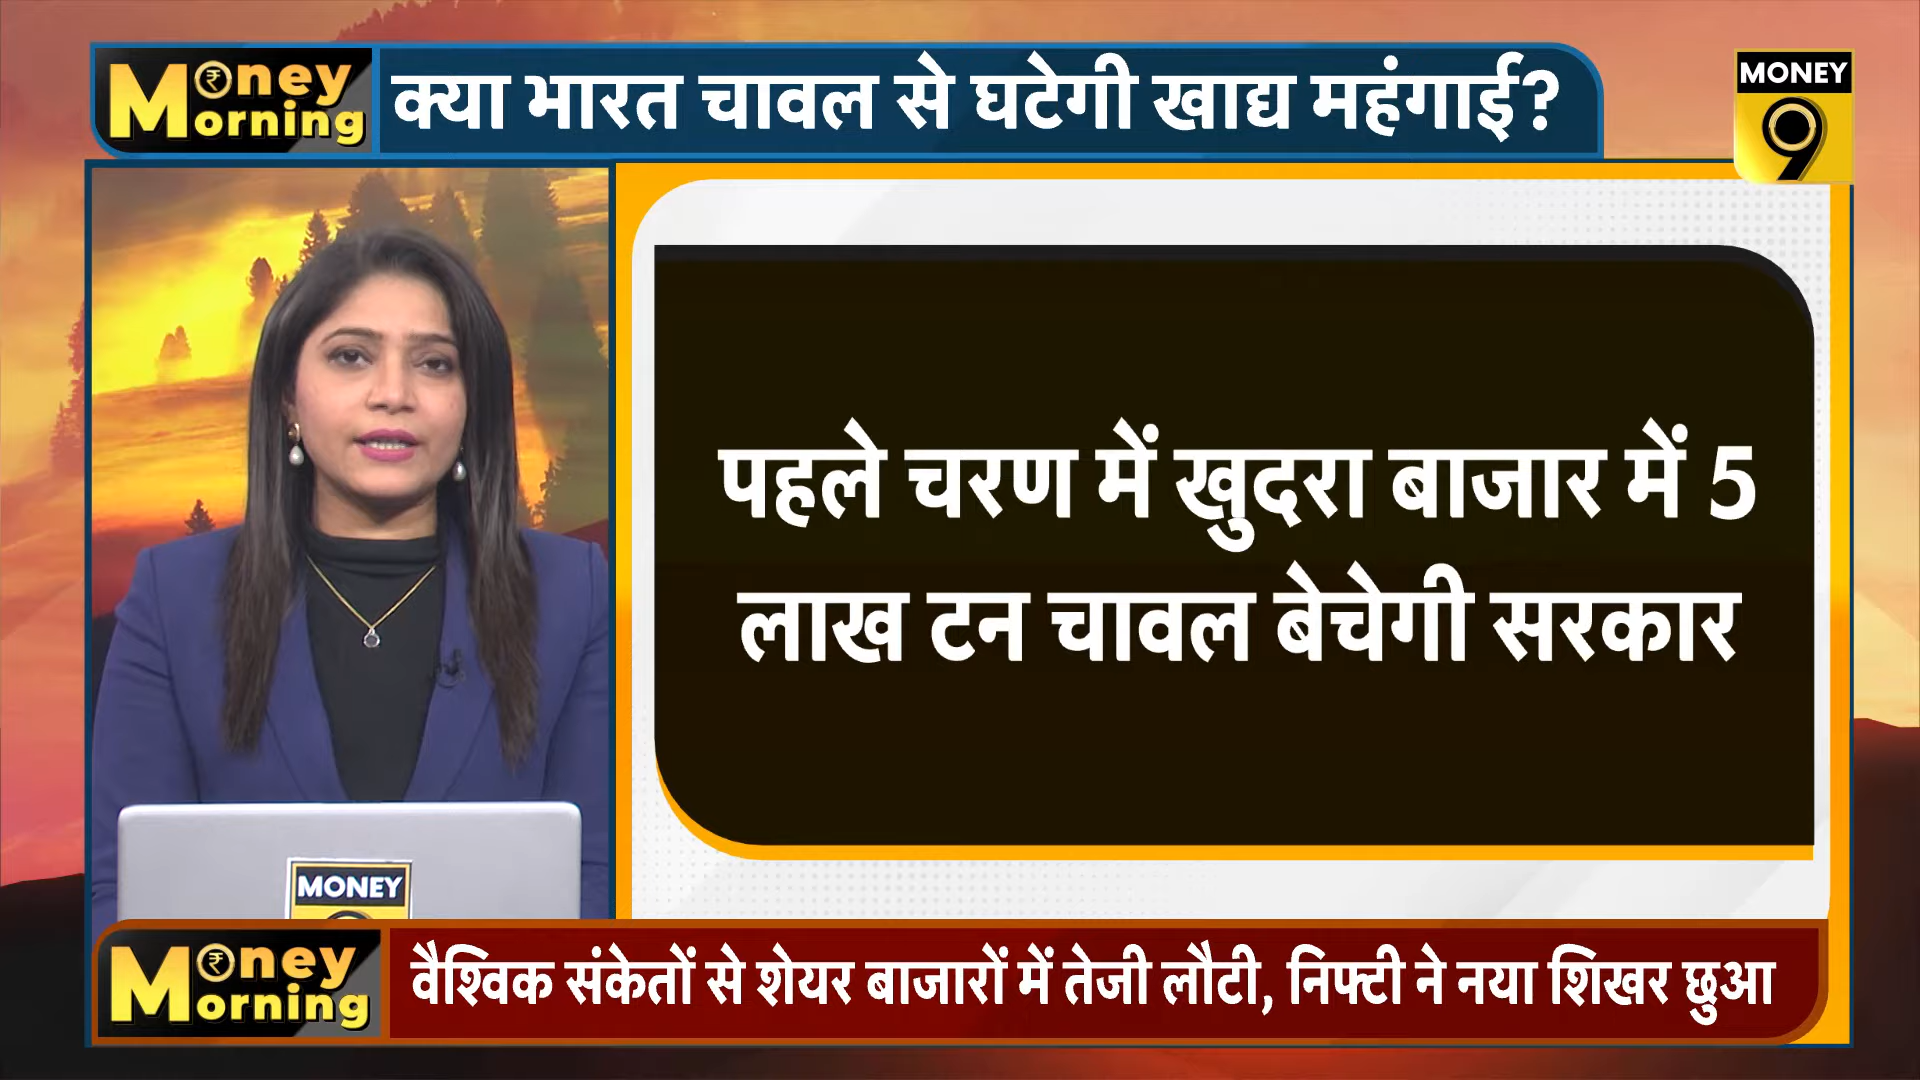 Money Morning
क्या भारत चावल से घटेगी खाद्य महंगाई?
MONEY
9
पहले चरण में खुदरा बाजार में 5
लाख टन चावल बेचेगी सरकार
MONEY
Money Morning
वैश्विक संकेतों से शेयर बाजारों में तेजी लौटी, निफ्टी ने नया शिखर छुआ